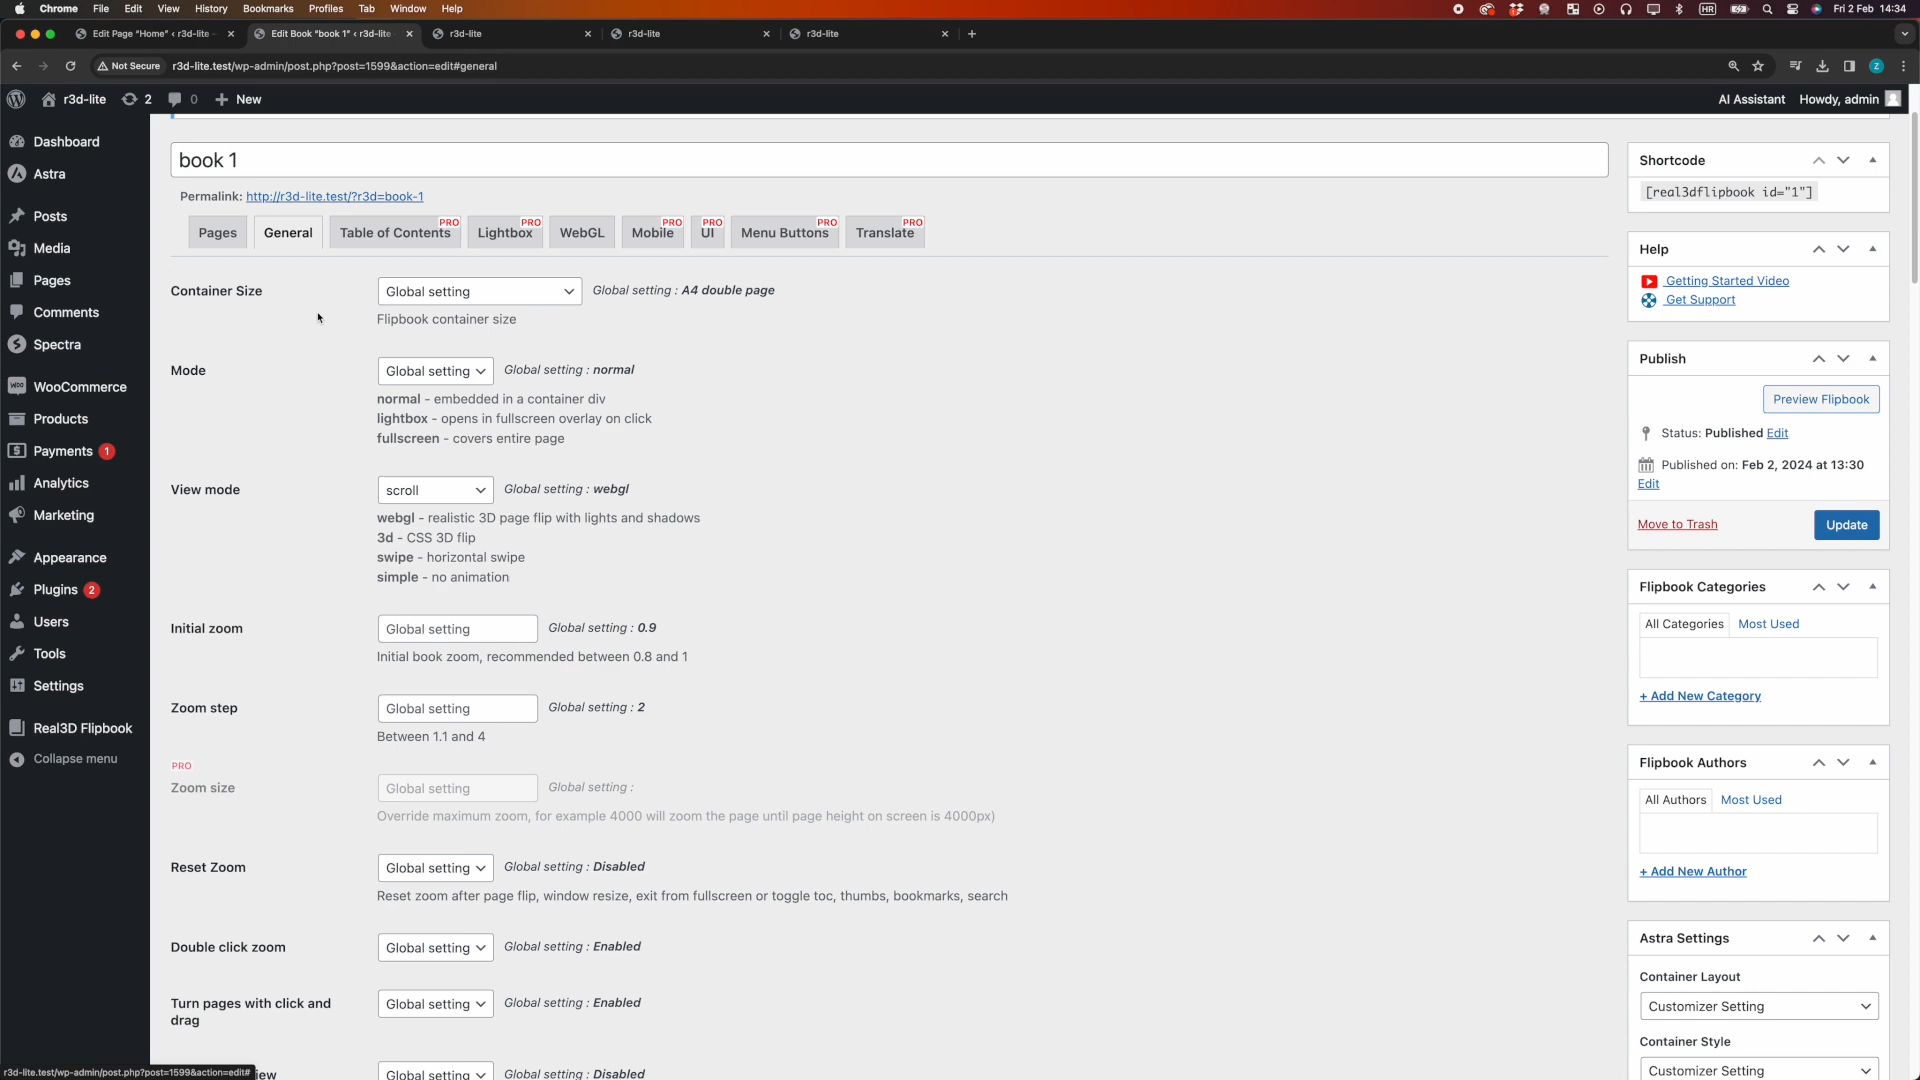 Chrome File Edit View History Bookmarks Profiles Tab Window Help HR Fri 2 Feb 14:34
Edit Page "Home" < r3d-lite Edit Book "book 1" < r3d-lite r3d-lite r3d-lite r3d-lite
Not Secure r3d-lite.test/wp-admin/post.php?post=1599&action=edit#general Z
r3d-lite 2 0 + New AI Assistant Howdy, admin
Dashboard
Astra
Posts
Media
Pages
Comments
Spectra
WooCommerce
Products
Payments 1
Analytics
Marketing
Appearance
Plugins 2
Users
Tools
Settings
Real3D Flipbook
Collapse menu
book 1
Permalink: http://r3d-lite.test/?r3d=book-1
Pages General Table of Contents PRO Lightbox PRO WebGL Mobile PRO UI PRO Menu Buttons PRO Translate PRO
Container Size Global setting Global setting : A4 double page
Flipbook container size
Mode Global setting Global setting : normal
normal - embedded in a container div
lightbox - opens in fullscreen overlay on click
fullscreen - covers entire page
View mode scroll Global setting : webgl
webgl - realistic 3D page flip with lights and shadows
3d - CSS 3D flip
swipe - horizontal swipe
simple - no animation
Initial zoom Global setting Global setting : 0.9
Initial book zoom, recommended between 0.8 and 1
Zoom step Global setting Global setting : 2
Between 1.1 and 4
PRO
Zoom size Global setting Global setting :
Override maximum zoom, for example 4000 will zoom the page until page height on screen is 4000px)
Reset Zoom Global setting Global setting : Disabled
Reset zoom after page flip, window resize, exit from fullscreen or toggle toc, thumbs, bookmarks, search
Double click zoom Global setting Global setting : Enabled
Turn pages with click and drag Global setting Global setting : Enabled
Global setting Global setting : Disabled
r3d-lite.test/wp-admin/post.php?post=1599&action=edit#
Shortcode
[real3dflipbook id="1"]
Help
Getting Started Video
Get Support
Publish
Preview Flipbook
Status: Published Edit
Published on: Feb 2, 2024 at 13:30
Edit
Move to Trash Update
Flipbook Categories
All Categories Most Used
+ Add New Category
Flipbook Authors
All Authors Most Used
+ Add New Author
Astra Settings
Container Layout
Customizer Setting
Container Style
Customizer Setting